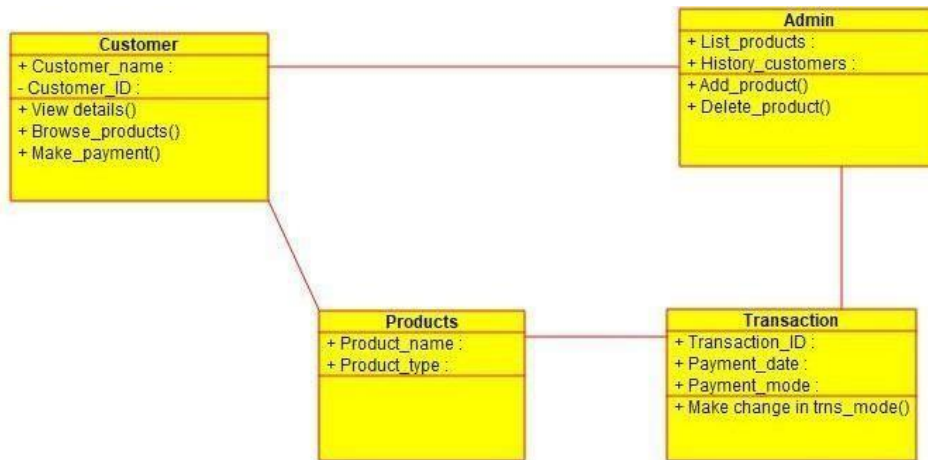 Customer
+ Customer_name :
- Customer_ID :
+ View details()
+ Browse_products()
+ Make_payment()
Admin
+ List_products :
+ History_customers :
+ Add_product()
+ Delete_product()
Products
+ Product_name :
+ Product_type :
Transaction
+ Transaction_ID :
+ Payment_date :
+ Payment_mode :
+ Make change in trns_mode()